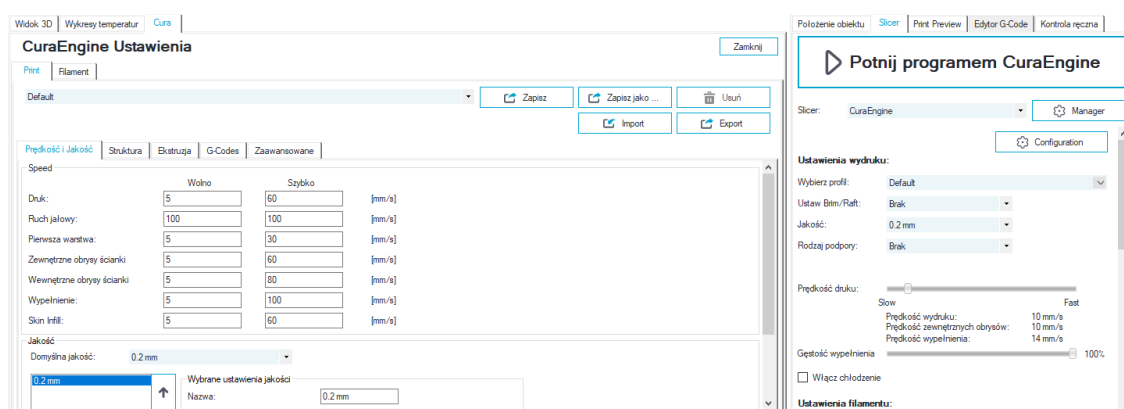 Widok 3D Wykresy temperatur Cura
CuraEngine Ustawienia
Zamknij
Print Filament
Default
Zapisz Zapisz jako ... Usuń
Import Export
Prędkość i Jakość Struktura Ekstruzja G-Codes Zaawansowane
Speed
Wolno Szybko
Druk: 5 60 [mm/s]
Ruch jałowy: 100 100 [mm/s]
Pierwsza warstwa: 5 30 [mm/s]
Zewnętrzne obrysy ścianki 5 60 [mm/s]
Wewnętrzne obrysy ścianki 5 80 [mm/s]
Wypełnienie: 5 100 [mm/s]
Skin Infill: 5 60 [mm/s]
Jakość
Domyślna jakość: 0.2 mm
0.2 mm
Wybrane ustawienia jakości
Nazwa: 0.2 mm
Położenie obiektu Slicer Print Preview Edytor G-Code Kontrola ręczna
Potnij programem CuraEngine
Slicer: CuraEngine Manager
Configuration
Ustawienia wydruku:
Wybierz profil: Default
Ustaw Brim/Raft: Brak
Jakość: 0.2 mm
Rodzaj podpory: Brak
Prędkość druku:
Slow Fast
Prędkość wydruku: 10 mm/s
Prędkość zewnętrznych obrysów: 10 mm/s
Prędkość wypełnienia: 14 mm/s
Gęstość wypełnienia 100%
Włącz chłodzenie
Ustawienia filamentu: